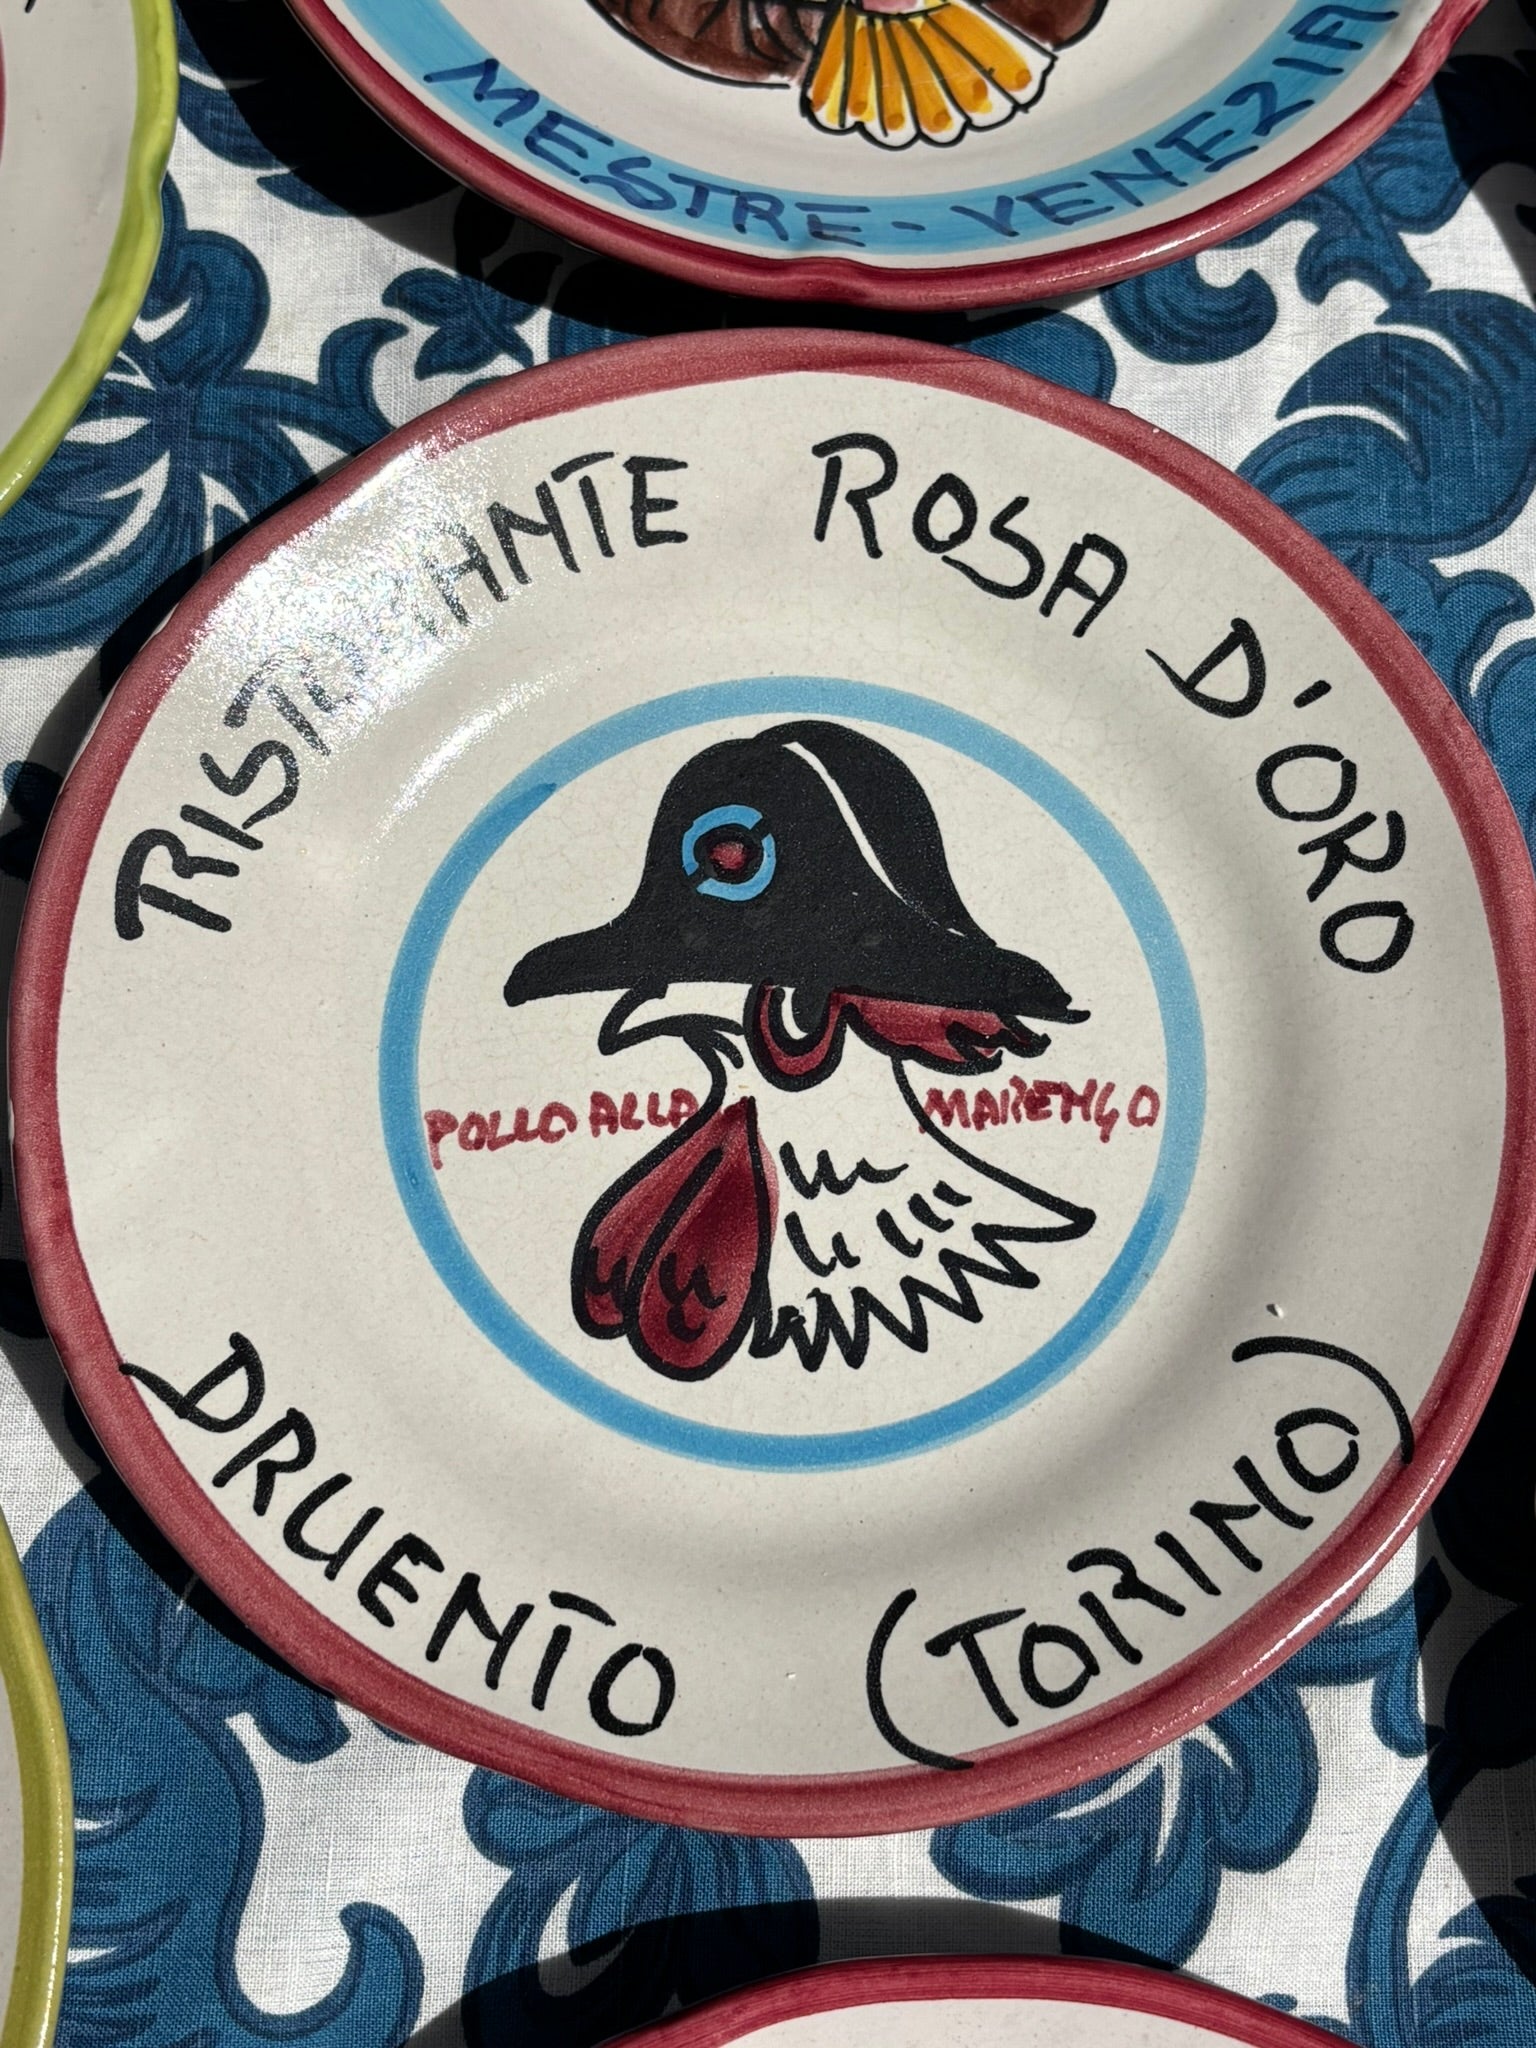 MESTRE - VENEZIA
RISTORANTE ROSA D'ORO
POLLO ALLA MARENGO
DRUENTO (TORINO)